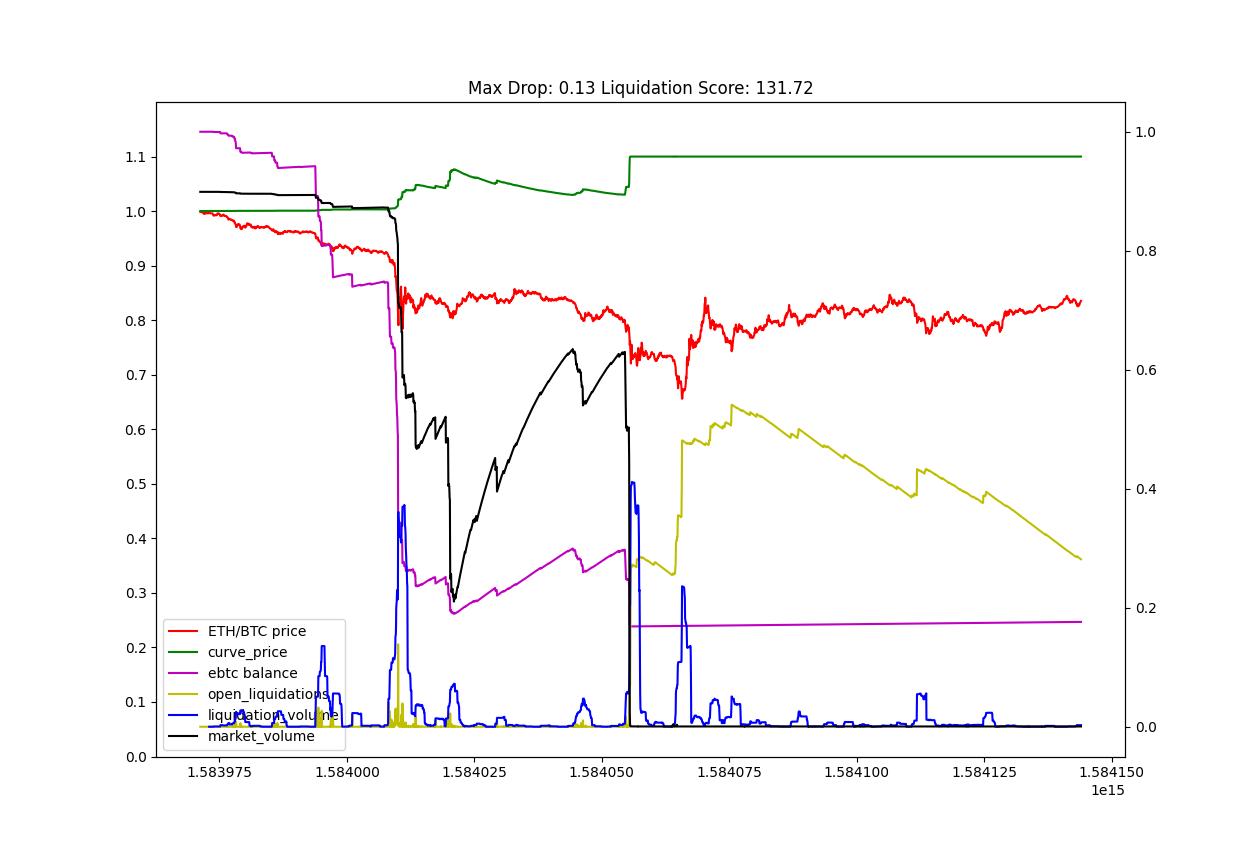 Max Drop: 0.13 Liquidation Score: 131.72
1.1
1.0
0.9
0.8
0.7
0.6
0.5
0.4
0.3
0.2
0.1
0.0
1.0
0.8
0.6
0.4
0.2
0.0
ETH/BTC price
curve_price
ebtc balance
open_liquidations
liquidation_volume
market_volume
1.583975 1.584000 1.584025 1.584050 1.584075 1.584100 1.584125 1.584150
1e15